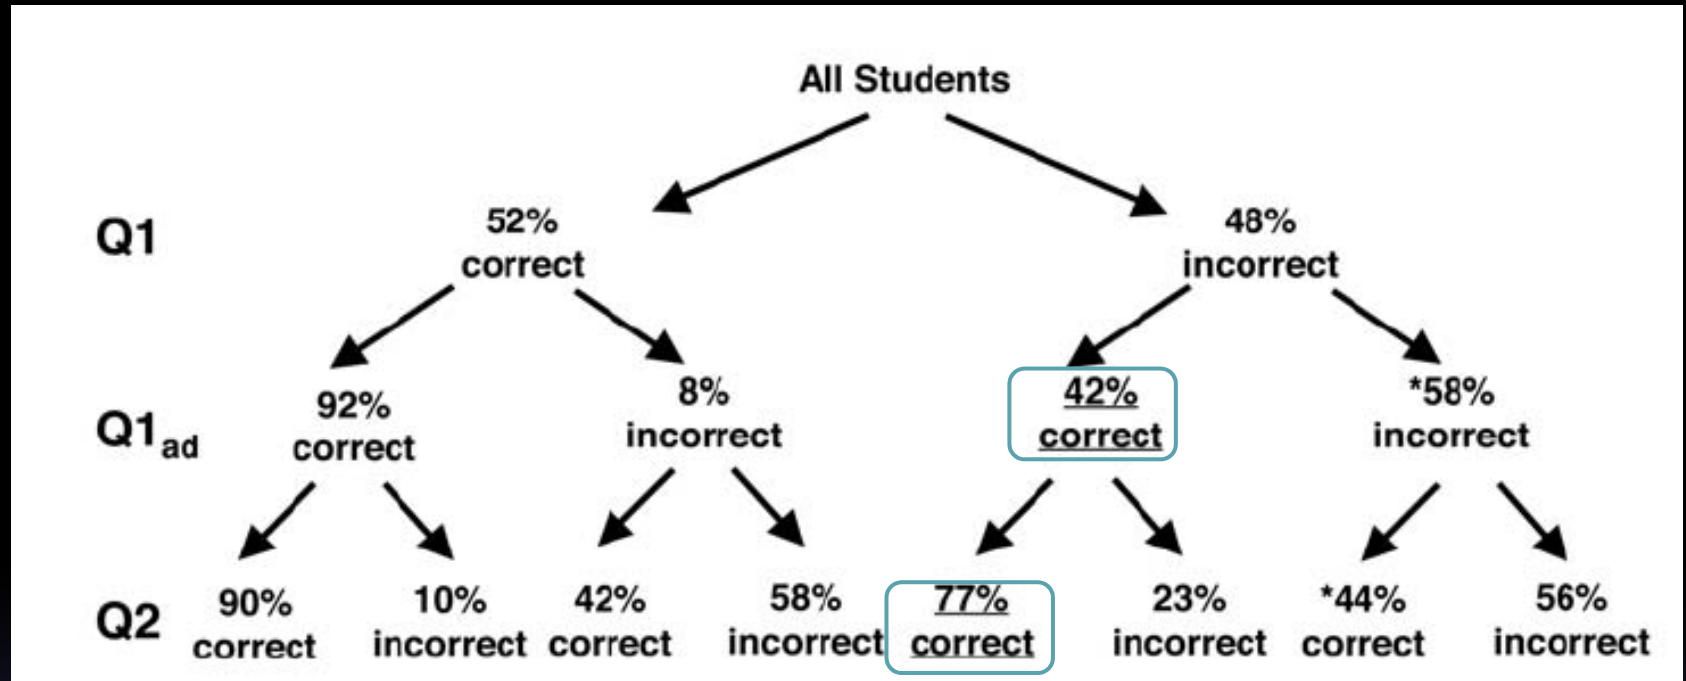 All Students
Q1
52%
correct
48%
incorrect
Q1ad
92%
correct
8%
incorrect
42%
correct
*58%
incorrect
Q2
90%
correct
10%
incorrect
42%
correct
58%
incorrect
77%
correct
23%
incorrect
*44%
correct
56%
incorrect